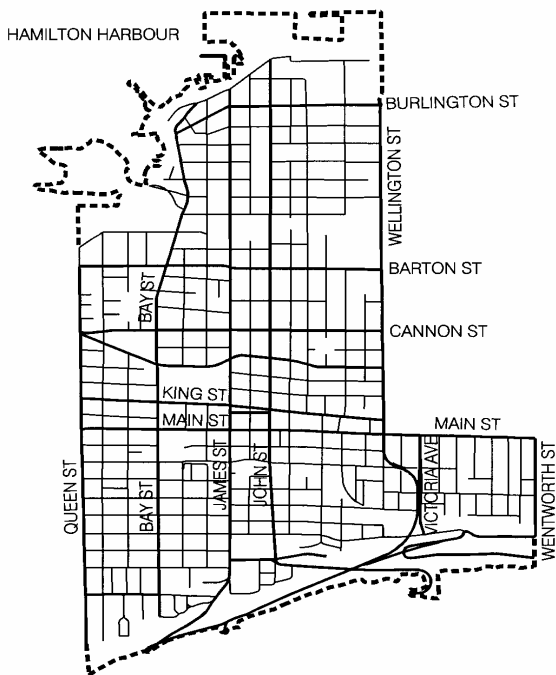 HAMILTON HARBOUR
BURLINGTON ST
WELLINGTON ST
BARTON ST
BAY ST
CANNON ST
KING ST
MAIN ST
MAIN ST
QUEEN ST
BAY ST
JAMES ST
JOHN ST
VICTORIA AVE
WENTWORTH ST